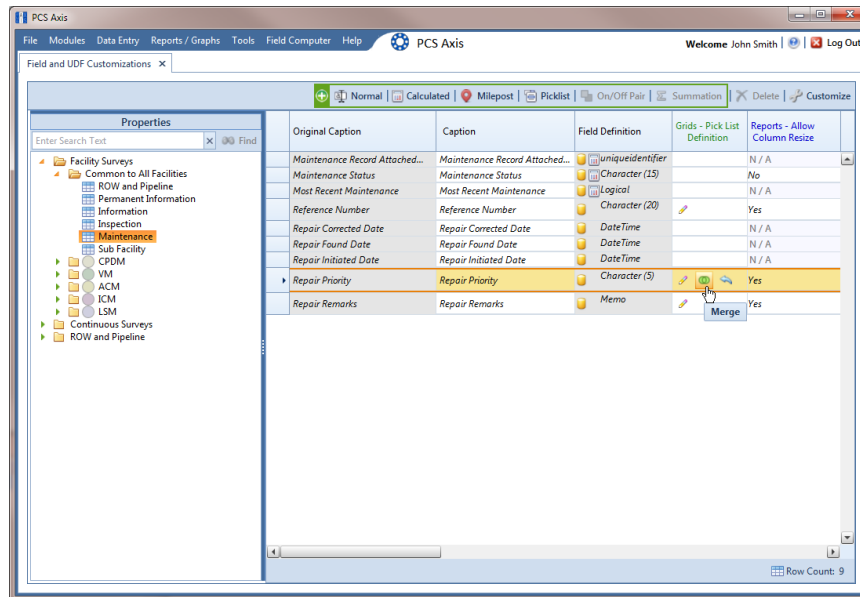 PCS Axis
File Modules Data Entry Reports / Graphs Tools Field Computer Help PCS Axis Welcome John Smith Log Out
Field and UDF Customizations
Normal Calculated Milepost Picklist On/Off Pair Summation Delete Customize
Properties
Enter Search Text Find
Facility Surveys
Common to All Facilities
ROW and Pipeline
Permanent Information
Information
Inspection
Maintenance
Sub Facility
CPDM
VM
ACM
ICM
LSM
Continuous Surveys
ROW and Pipeline
Original Caption Caption Field Definition Grids - Pick List Definition Reports - Allow Column Resize
Maintenance Record Attached... Maintenance Record Attached... uniqueidentifier N / A
Maintenance Status Maintenance Status Character (15) No
Most Recent Maintenance Most Recent Maintenance Logical N / A
Reference Number Reference Number Character (20) Yes
Repair Corrected Date Repair Corrected Date DateTime N / A
Repair Found Date Repair Found Date DateTime N / A
Repair Initiated Date Repair Initiated Date DateTime N / A
Repair Priority Repair Priority Character (5) Yes
Repair Remarks Repair Remarks Memo Yes
Merge
Row Count: 9